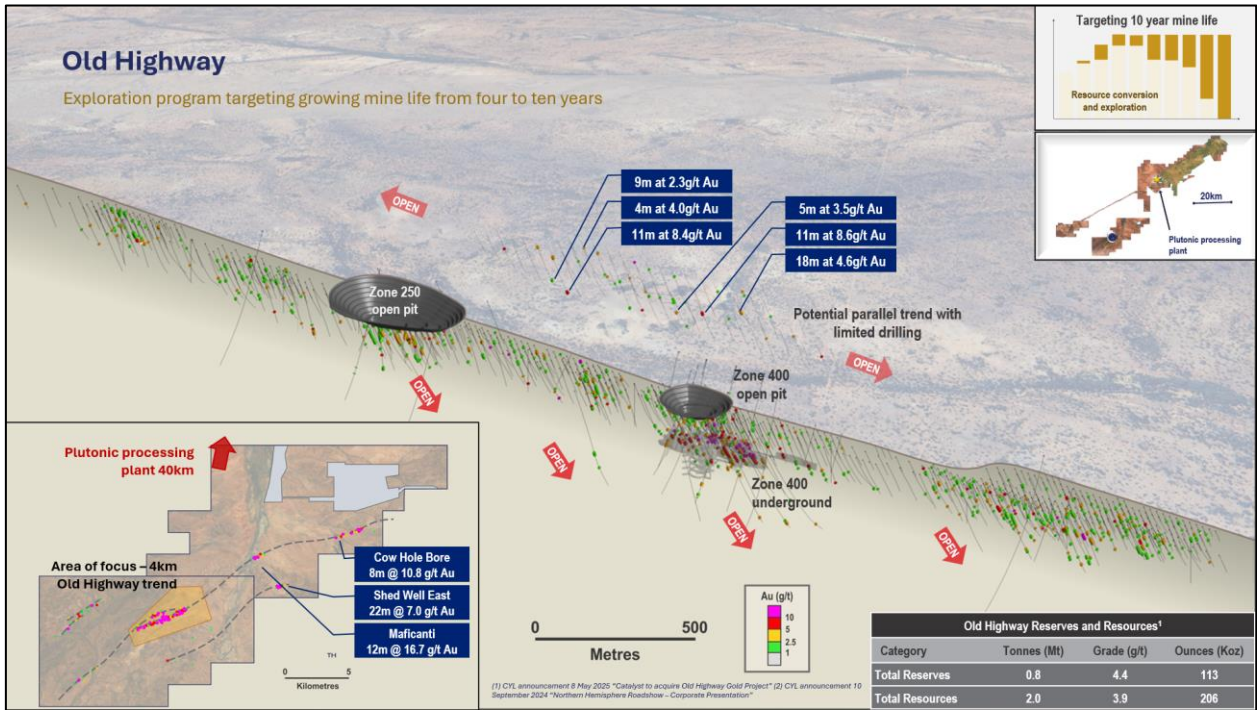 Old Highway
Exploration program targeting growing mine life from four to ten years
Targeting 10 year mine life
Resource conversion
and exploration
20km
Plutonic processing
plant
OPEN
9m at 2.3g/t Au
4m at 4.0g/t Au
11m at 8.4g/t Au
5m at 3.5g/t Au
11m at 8.6g/t Au
18m at 4.6g/t Au
Zone 250
open pit
Potential parallel trend with
limited drilling
OPEN
Zone 400
open pit
OPEN
OPEN
Zone 400
underground
OPEN
OPEN
Plutonic processing
plant 40km
Area of focus – 4km
Old Highway trend
Cow Hole Bore
8m @ 10.8 g/t Au
Shed Well East
22m @ 7.0 g/t Au
Maficanti
12m @ 16.7 g/t Au
TH
0 5
Kilometres
0 500
Metres
Au (g/t)
10
5
2.5
1
Old Highway Reserves and Resources¹
Category Tonnes (Mt) Grade (g/t) Ounces (Koz)
Total Reserves 0.8 4.4 113
Total Resources 2.0 3.9 206
(1) CYL announcement 8 May 2025 "Catalyst to acquire Old Highway Gold Project" (2) CYL announcement 10
September 2024 "Northern Hemisphere Roadshow – Corporate Presentation"